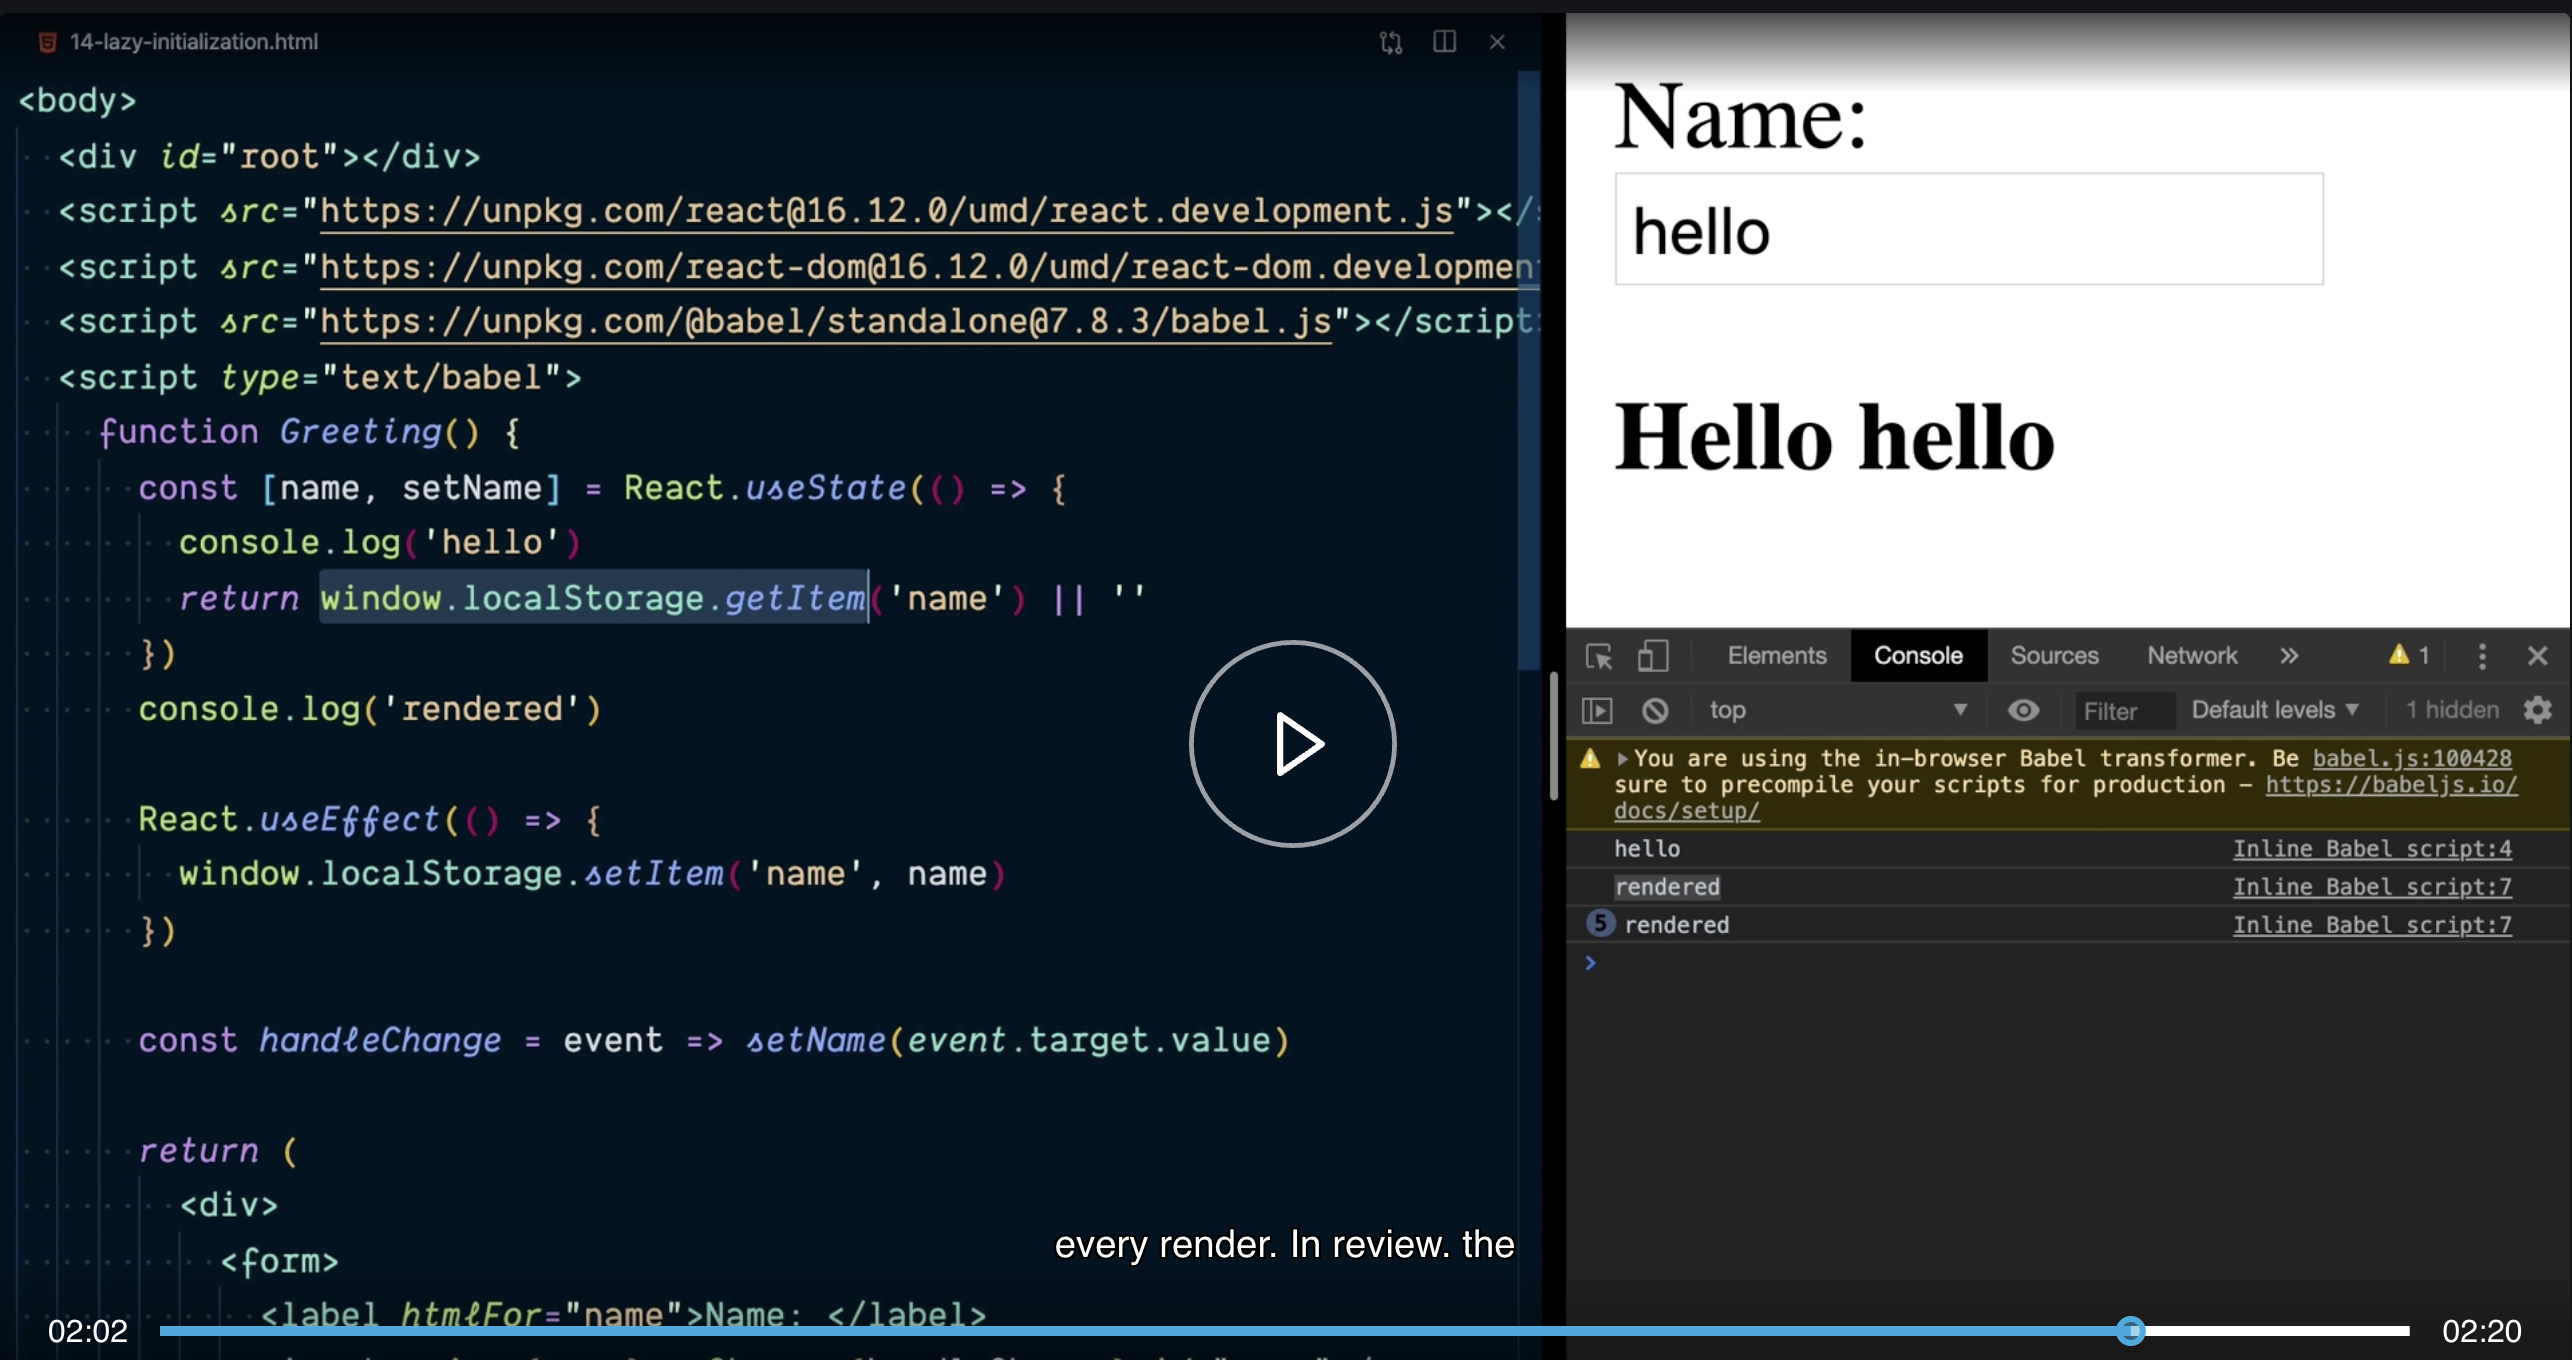 14-lazy-initialization.html
<body>
<div id="root"></div>
<script src="https://unpkg.com/react@16.12.0/umd/react.development.js"></
<script src="https://unpkg.com/react-dom@16.12.0/umd/react-dom.development
<script src="https://unpkg.com/@babel/standalone@7.8.3/babel.js"></script>
<script type="text/babel">
function Greeting() {
const [name, setName] = React.useState(() => {
console.log('hello')
return window.localStorage.getItem('name') || ''
})
console.log('rendered')
React.useEffect(() => {
window.localStorage.setItem('name', name)
})
const handleChange = event => setName(event.target.value)
return (
<div>
<form>
<label htmlFor="name">Name: </label>
every render. In review. the
02:02
02:20
Name:
hello
Hello hello
Elements Console Sources Network » 1
top Filter Default levels 1 hidden
You are using the in-browser Babel transformer. Be babel.js:100428
sure to precompile your scripts for production – https://babeljs.io/
docs/setup/
hello Inline Babel script:4
rendered Inline Babel script:7
5 rendered Inline Babel script:7
>